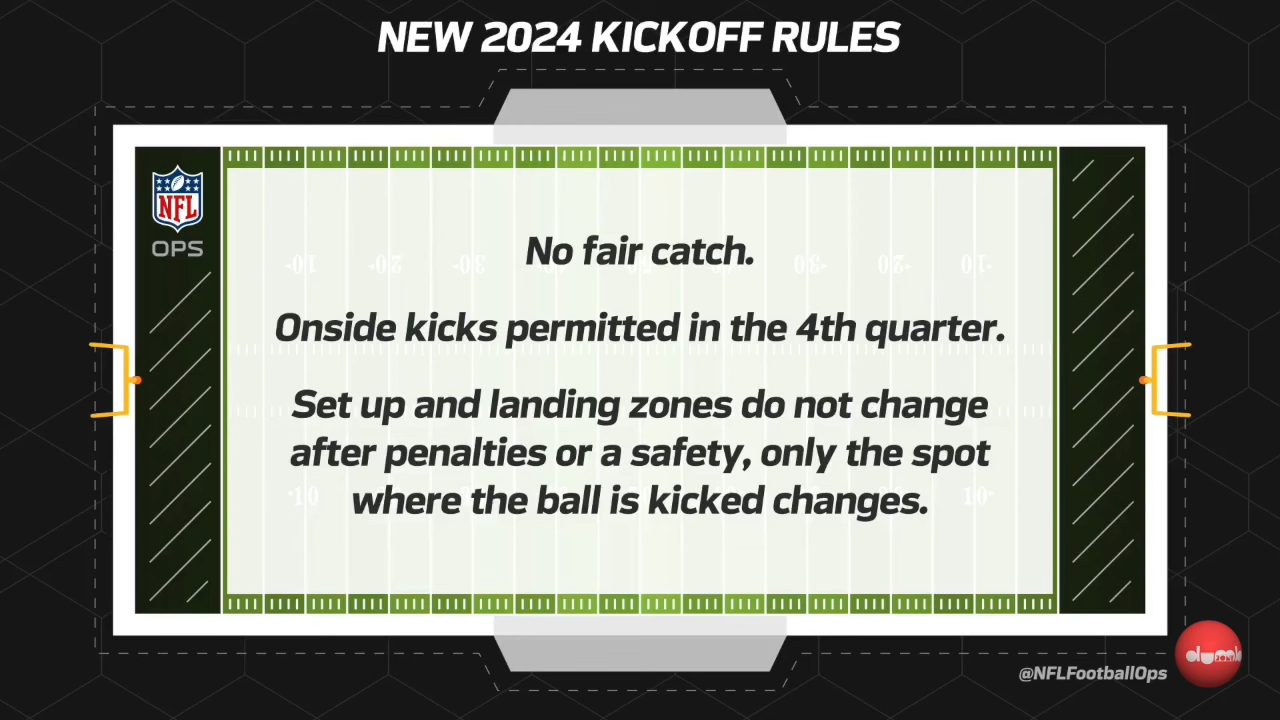 NEW 2024 KICKOFF RULES
NFL
OPS
No fair catch.
Onside kicks permitted in the 4th quarter.
Set up and landing zones do not change
after penalties or a safety, only the spot
where the ball is kicked changes.
@NFLFootballOps